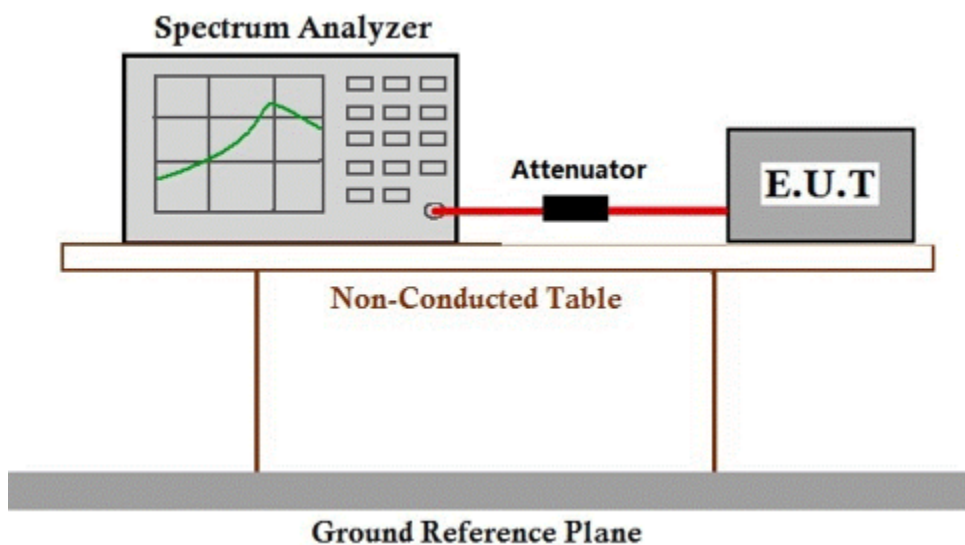 Spectrum Analyzer
Attenuator
E.U.T
Non-Conducted Table
Ground Reference Plane